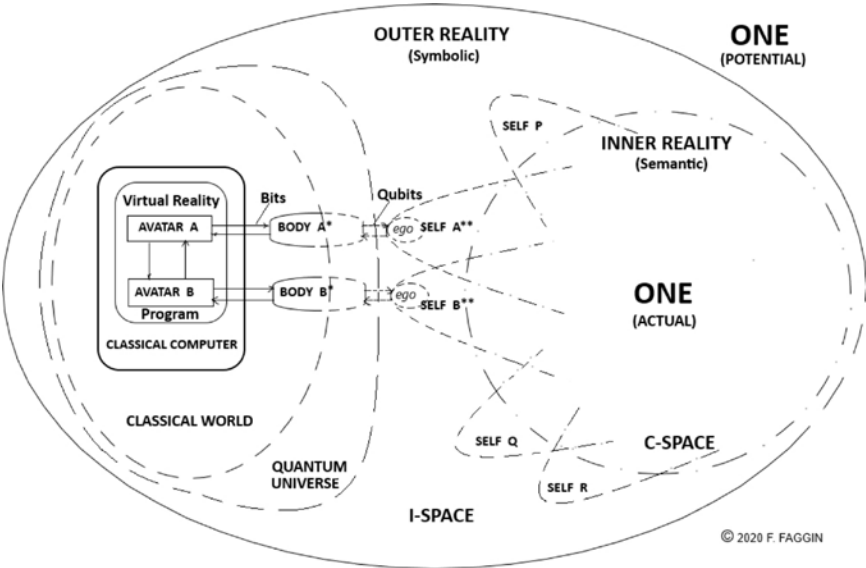 OUTER REALITY
(Symbolic)
ONE
(POTENTIAL)
SELF P
INNER REALITY
(Semantic)
Virtual Reality
Bits
Qubits
AVATAR A
BODY A*
ego
SELF A**
AVATAR B
BODY B*
ego
SELF B**
Program
CLASSICAL COMPUTER
ONE
(ACTUAL)
CLASSICAL WORLD
QUANTUM
UNIVERSE
SELF Q
C-SPACE
SELF R
I-SPACE
© 2020 F. FAGGIN